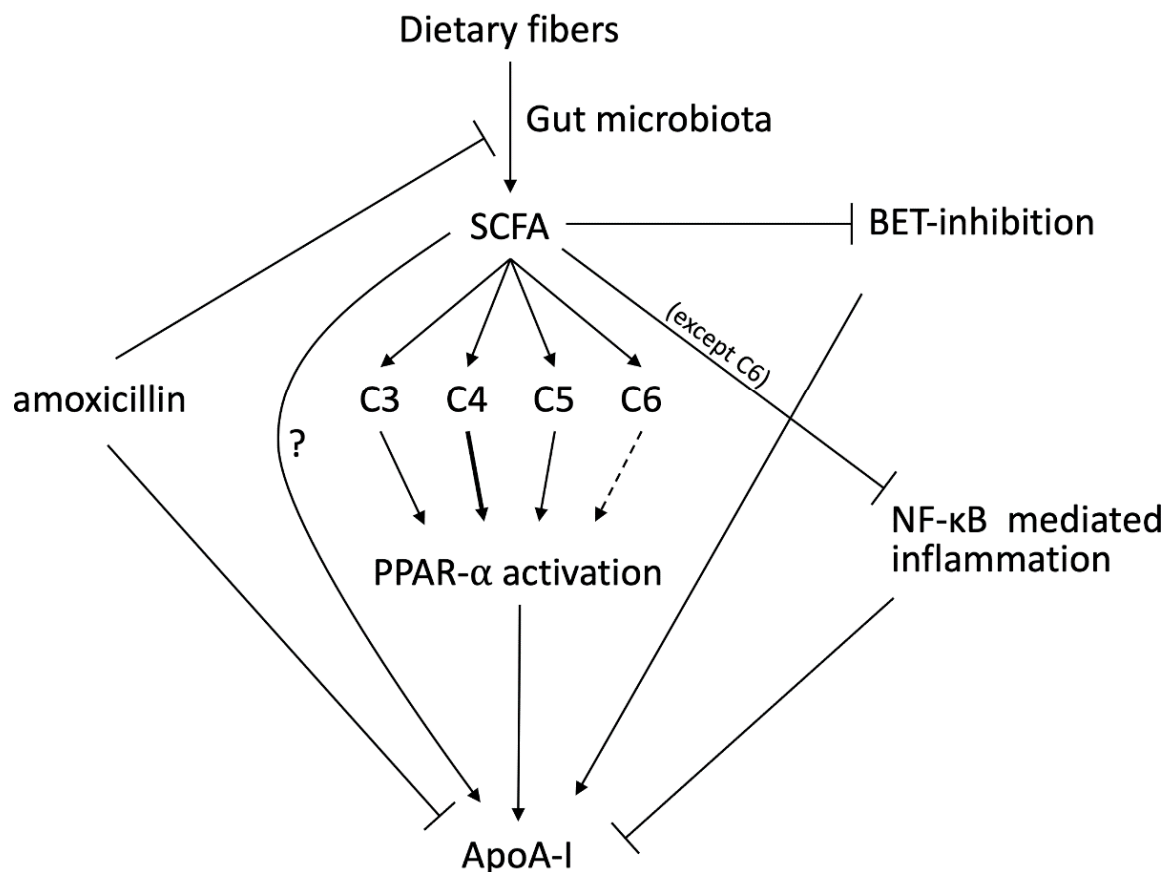 Dietary fibers
Gut microbiota
SCFA
BET-inhibition
(except C6)
amoxicillin
C3
C4
C5
C6
?
NF-κB mediated
inflammation
PPAR-α activation
ApoA-I